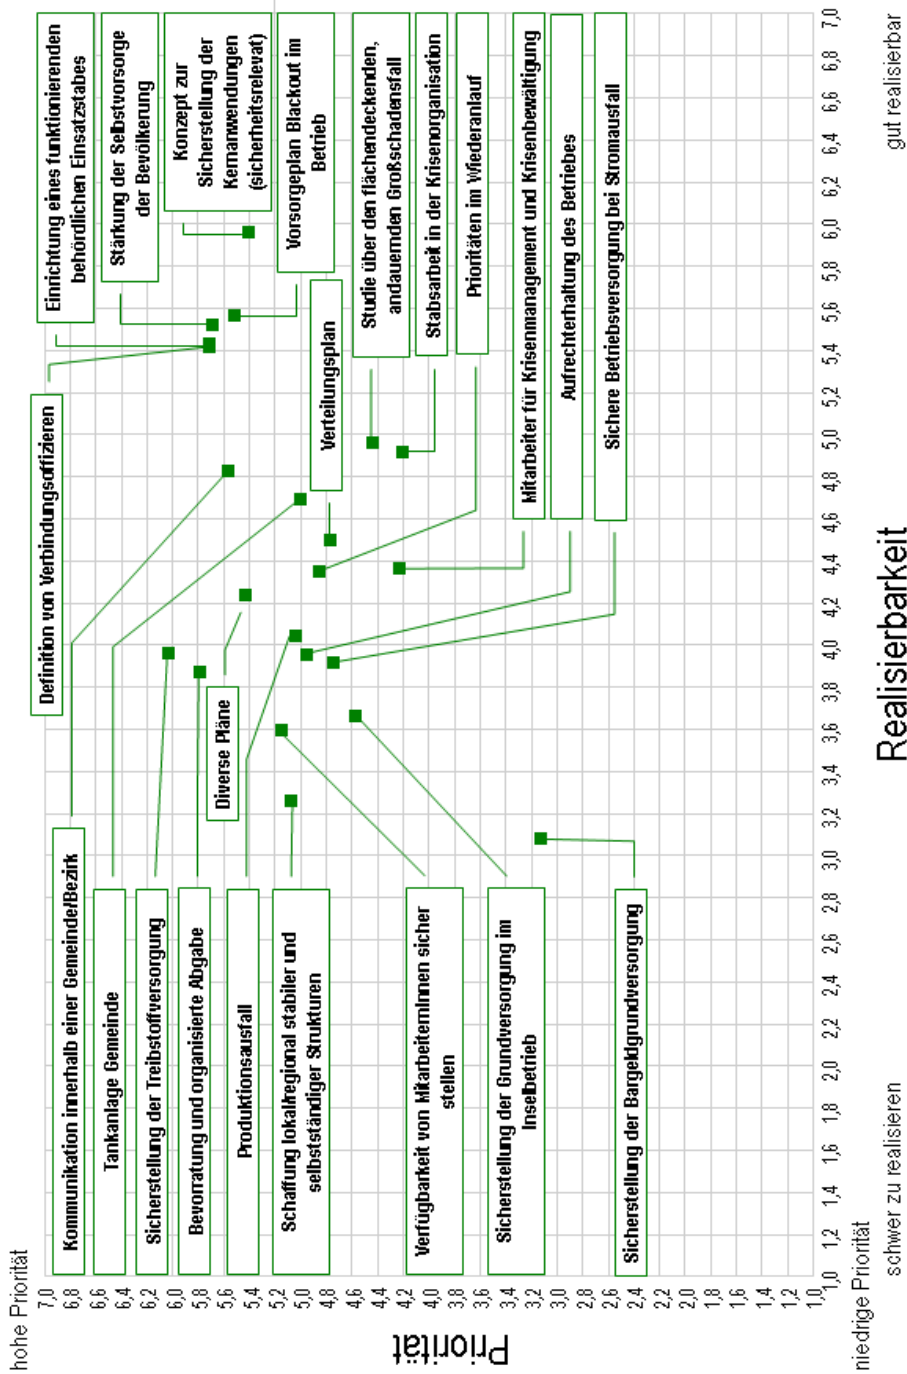 hohe Priorität
Priorität
7,0
6,8
6,6
6,4
6,2
6,0
5,8
5,6
5,4
5,2
5,0
4,8
4,6
4,4
4,2
4,0
3,8
3,6
3,4
3,2
3,0
2,8
2,6
2,4
2,2
2,0
1,8
1,6
1,4
1,2
1,0
niedrige Priorität
Kommunikation innerhalb einer Gemeinde/Bezirk
Tankanlage Gemeinde
Sicherstellung der Treibstoffversorgung
Bevorratung und organisierte Abgabe
Produktionsausfall
Schaffung lokal/regional stabiler und
selbstständiger Strukturen
Verfügbarkeit von MitarbeiternInnen sicher
stellen
Sicherstellung der Grundversorgung im
Inselbetrieb
Sicherstellung der Bargeldgrundversorgung
Definition von Verbindungsoffizieren
Diverse Pläne
Einrichtung eines funktionierenden
behördlichen Einsatzstabes
Stärkung der Selbstvorsorge
der Bevölkerung
Konzept zur
Sicherstellung der
Kernanwendungen
(sicherheitsrelevat)
Vorsorgeplan Blackout im
Betrieb
Verteilungsplan
Studie über den flächendeckenden,
andauernden Großschadensfall
Stabsarbeit in der Krisenorganisation
Prioritäten im Wiederanlauf
Mitarbeiter für Krisenmanagement und Krisenbewältigung
Aufrechterhaltung des Betriebes
Sichere Betriebsversorgung bei Stromausfall
1,0
1,2
1,4
1,6
1,8
2,0
2,2
2,4
2,6
2,8
3,0
3,2
3,4
3,6
3,8
4,0
4,2
4,4
4,6
4,8
5,0
5,2
5,4
5,6
5,8
6,0
6,2
6,4
6,6
6,8
7,0
schwer zu realisieren
Realisierbarkeit
gut realisierbar